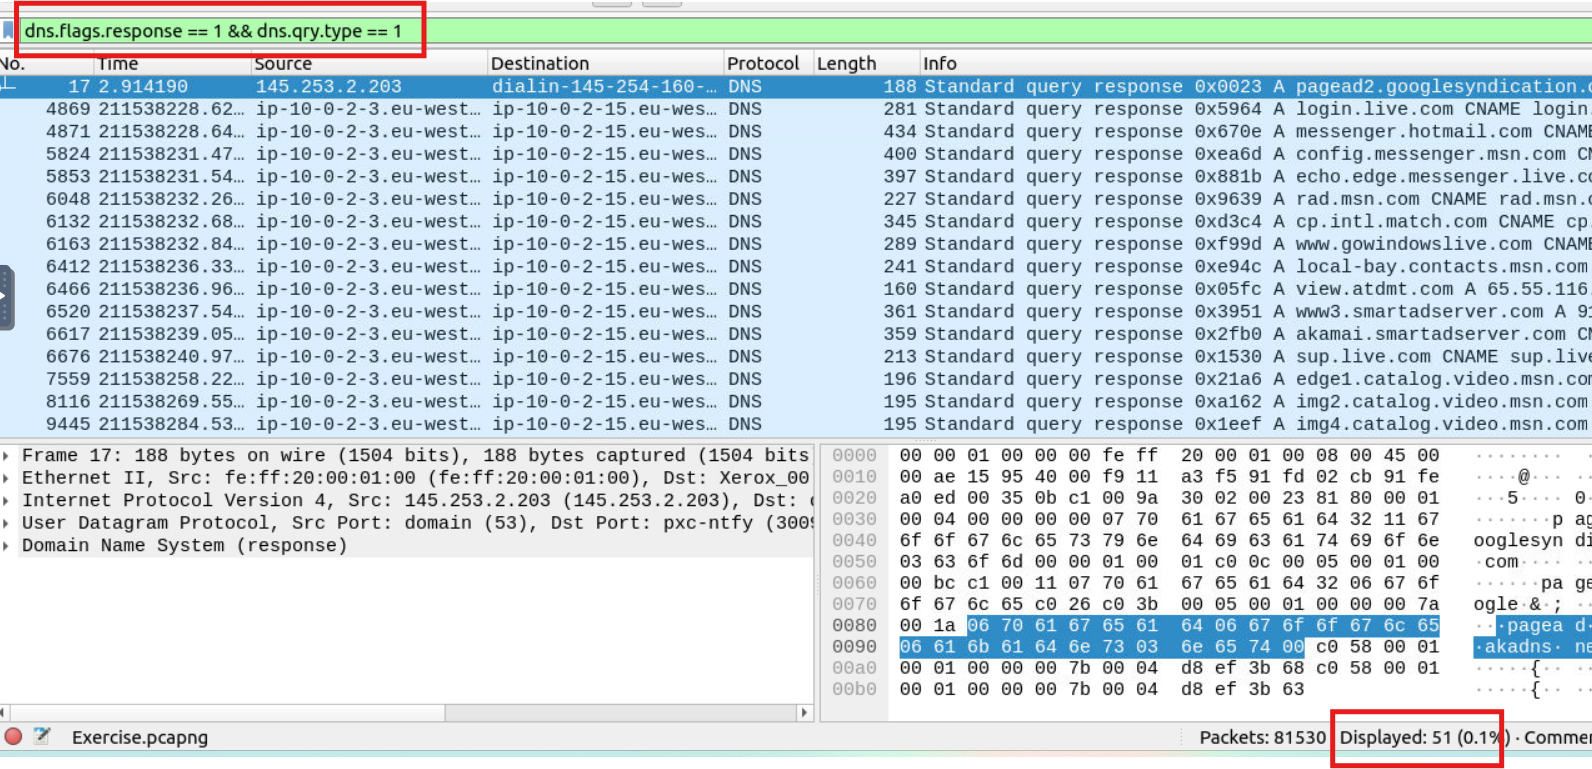 dns.flags.response == 1 && dns.qry.type == 1
No. Time Source Destination Protocol Length Info
17 2.914190 145.253.2.203 dialin-145-254-160-… DNS 188 Standard query response 0x0023 A pagead2.googlesyndication.c
4869 211538228.62… ip-10-0-2-3.eu-west… ip-10-0-2-15.eu-wes… DNS 281 Standard query response 0x5964 A login.live.com CNAME login.
4871 211538228.64… ip-10-0-2-3.eu-west… ip-10-0-2-15.eu-wes… DNS 434 Standard query response 0x670e A messenger.hotmail.com CNAME
5824 211538231.47… ip-10-0-2-3.eu-west… ip-10-0-2-15.eu-wes… DNS 400 Standard query response 0xea6d A config.messenger.msn.com CN
5853 211538231.54… ip-10-0-2-3.eu-west… ip-10-0-2-15.eu-wes… DNS 397 Standard query response 0x881b A echo.edge.messenger.live.co
6048 211538232.26… ip-10-0-2-3.eu-west… ip-10-0-2-15.eu-wes… DNS 227 Standard query response 0x9639 A rad.msn.com CNAME rad.msn.c
6132 211538232.68… ip-10-0-2-3.eu-west… ip-10-0-2-15.eu-wes… DNS 345 Standard query response 0xd3c4 A cp.intl.match.com CNAME cp.
6163 211538232.84… ip-10-0-2-3.eu-west… ip-10-0-2-15.eu-wes… DNS 289 Standard query response 0xf99d A www.gowindowslive.com CNAME
6412 211538236.33… ip-10-0-2-3.eu-west… ip-10-0-2-15.eu-wes… DNS 241 Standard query response 0xe94c A local-bay.contacts.msn.com
6466 211538236.96… ip-10-0-2-3.eu-west… ip-10-0-2-15.eu-wes… DNS 160 Standard query response 0x05fc A view.atdmt.com A 65.55.116.
6520 211538237.54… ip-10-0-2-3.eu-west… ip-10-0-2-15.eu-wes… DNS 361 Standard query response 0x3951 A www3.smartadserver.com A 91
6617 211538239.05… ip-10-0-2-3.eu-west… ip-10-0-2-15.eu-wes… DNS 359 Standard query response 0x2fb0 A akamai.smartadserver.com CN
6676 211538240.97… ip-10-0-2-3.eu-west… ip-10-0-2-15.eu-wes… DNS 213 Standard query response 0x1530 A sup.live.com CNAME sup.live
7559 211538258.22… ip-10-0-2-3.eu-west… ip-10-0-2-15.eu-wes… DNS 196 Standard query response 0x21a6 A edge1.catalog.video.msn.com
8116 211538269.55… ip-10-0-2-3.eu-west… ip-10-0-2-15.eu-wes… DNS 195 Standard query response 0xa162 A img2.catalog.video.msn.com
9445 211538284.53… ip-10-0-2-3.eu-west… ip-10-0-2-15.eu-wes… DNS 195 Standard query response 0x1eef A img4.catalog.video.msn.com
Frame 17: 188 bytes on wire (1504 bits), 188 bytes captured (1504 bits
Ethernet II, Src: fe:ff:20:00:01:00 (fe:ff:20:00:01:00), Dst: Xerox_00
Internet Protocol Version 4, Src: 145.253.2.203 (145.253.2.203), Dst: d
User Datagram Protocol, Src Port: domain (53), Dst Port: pxc-ntfy (3009
Domain Name System (response)
0000 00 00 01 00 00 00 fe ff 20 00 01 00 08 00 45 00 ········ ···
0010 00 ae 15 95 40 00 f9 11 a3 f5 91 fd 02 cb 91 fe ····@··· ···
0020 a0 ed 00 35 0b c1 00 9a 30 02 00 23 81 80 00 01 ···5···· 0·
0030 00 04 00 00 00 00 07 70 61 67 65 61 64 32 11 67 ·······p ag
0040 6f 6f 67 6c 65 73 79 6e 64 69 63 61 74 69 6f 6e ooglesyn di
0050 03 63 6f 6d 00 00 01 00 01 c0 0c 00 05 00 01 00 ·com···· ···
0060 00 bc c1 00 11 07 70 61 67 65 61 64 32 06 67 6f ······pa ge
0070 6f 67 6c 65 c0 26 c0 3b 00 05 00 01 00 00 00 7a ogle·&·; ···
0080 00 1a 06 70 61 67 65 61 64 06 67 6f 6f 67 6c 65 ···pagea d·
0090 06 61 6b 61 64 6e 73 03 6e 65 74 00 c0 58 00 01 ·akadns· ne
00a0 00 01 00 00 00 7b 00 04 d8 ef 3b 68 c0 58 00 01 ·····{·· ···
00b0 00 01 00 00 00 7b 00 04 d8 ef 3b 63 ·····{·· ···
Exercise.pcapng Packets: 81530 · Displayed: 51 (0.1%) · Commen